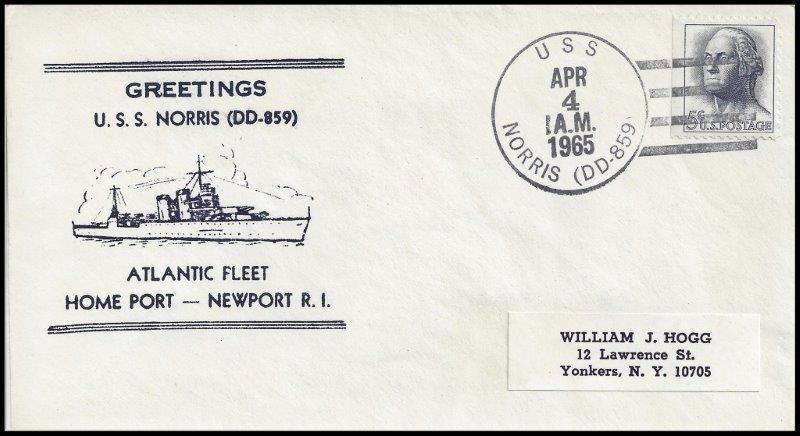 GREETINGS
U. S. S. NORRIS (DD-859)
ATLANTIC FLEET
HOME PORT — NEWPORT R. I.
USS
NORRIS (DD-859)
APR
4
A.M.
1965
5¢ U.S. POSTAGE
WILLIAM J. HOGG
12 Lawrence St.
Yonkers, N. Y. 10705